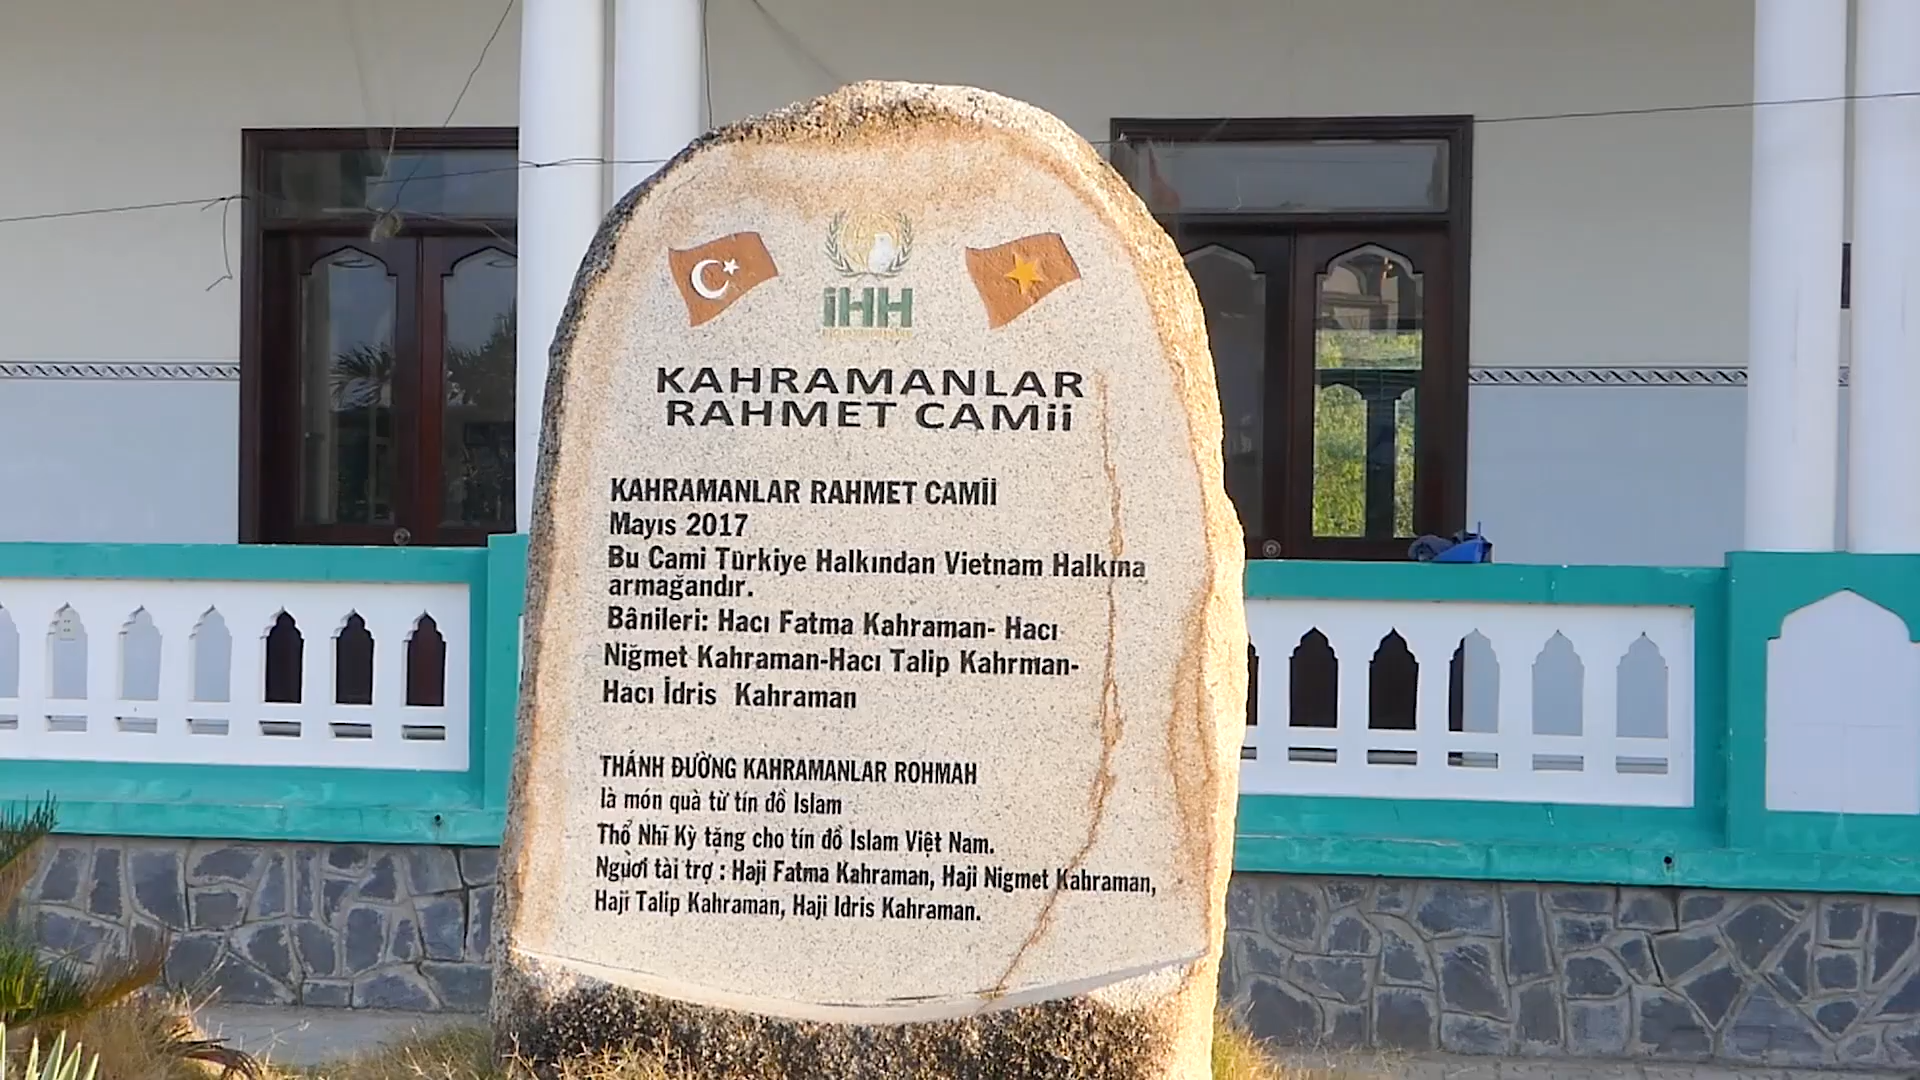 iHH
KAHRAMANLAR
RAHMET CAMii
KAHRAMANLAR RAHMET CAMİİ
Mayıs 2017
Bu Cami Türkiye Halkından Vietnam Halkına
armağandır.
Bânileri: Hacı Fatma Kahraman- Hacı
Niğmet Kahraman-Hacı Talip Kahrman-
Hacı İdris Kahraman
THÁNH ĐƯỜNG KAHRAMANLAR ROHMAH
là món quà từ tín đồ Islam
Thổ Nhĩ Kỳ tặng cho tín đồ Islam Việt Nam.
Người tài trợ : Haji Fatma Kahraman, Haji Nigmet Kahraman,
Haji Talip Kahraman, Haji Idris Kahraman.